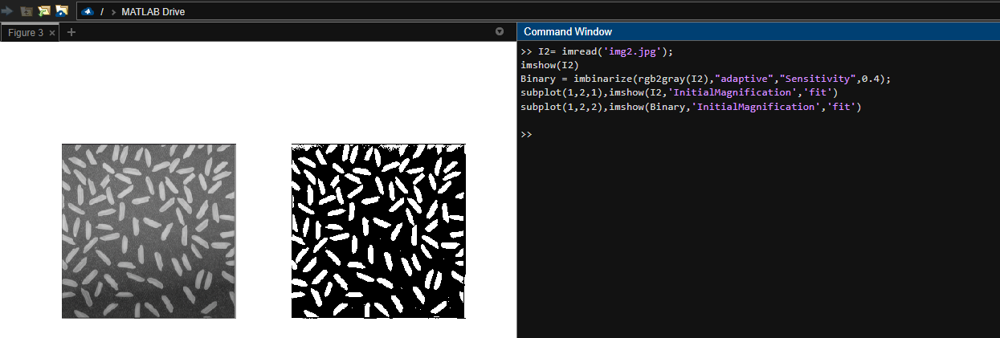 / > MATLAB Drive
Figure 3 × +
Command Window
>> I2= imread('img2.jpg');
imshow(I2)
Binary = imbinarize(rgb2gray(I2),"adaptive","Sensitivity",0.4);
subplot(1,2,1),imshow(I2,'InitialMagnification','fit')
subplot(1,2,2),imshow(Binary,'InitialMagnification','fit')
>>